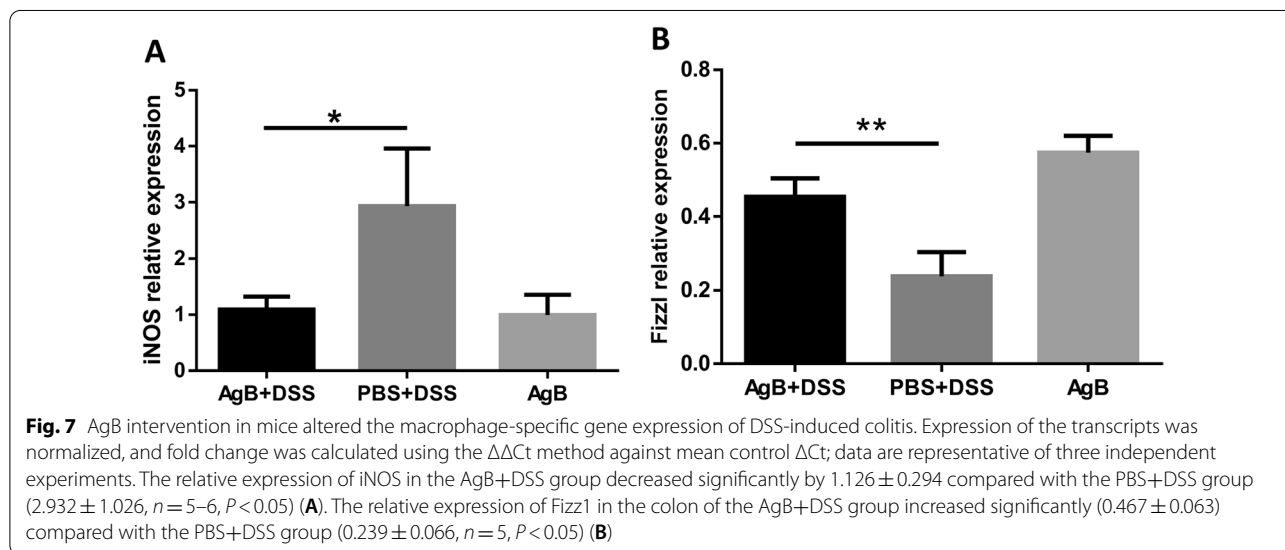 A
iNOS relative expression
5
4
3
2
1
0
*
AgB+DSS PBS+DSS AgB
B
FizzI relative expression
0.8
0.6
0.4
0.2
0.0
**
AgB+DSS PBS+DSS AgB
Fig. 7 AgB intervention in mice altered the macrophage-specific gene expression of DSS-induced colitis. Expression of the transcripts was
normalized, and fold change was calculated using the ΔΔCt method against mean control ΔCt; data are representative of three independent
experiments. The relative expression of iNOS in the AgB+DSS group decreased significantly by 1.126 ± 0.294 compared with the PBS+DSS group
(2.932 ± 1.026, n = 5–6, P < 0.05) (A). The relative expression of Fizz1 in the colon of the AgB+DSS group increased significantly (0.467 ± 0.063)
compared with the PBS+DSS group (0.239 ± 0.066, n = 5, P < 0.05) (B)